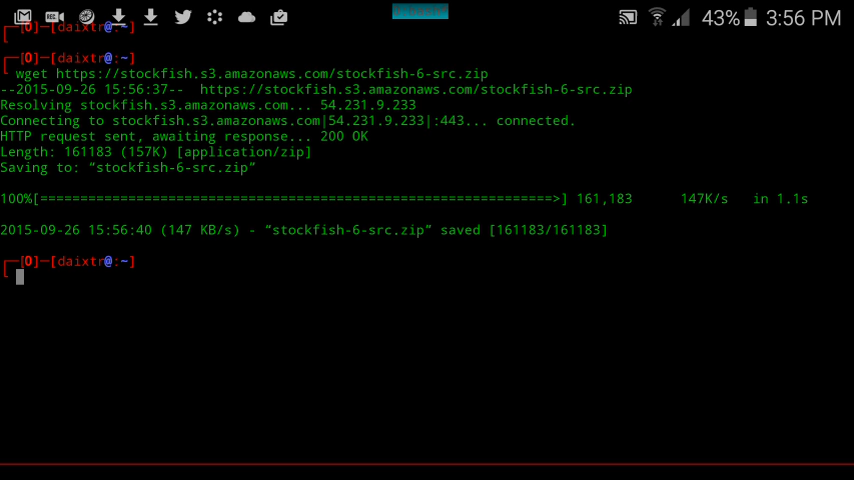 43% 3:56 PM
┌─[0]─[daixtr@:~]
┌─[0]─[daixtr@:~]
└ wget https://stockfish.s3.amazonaws.com/stockfish-6-src.zip
--2015-09-26 15:56:37-- https://stockfish.s3.amazonaws.com/stockfish-6-src.zip
Resolving stockfish.s3.amazonaws.com... 54.231.9.233
Connecting to stockfish.s3.amazonaws.com|54.231.9.233|:443... connected.
HTTP request sent, awaiting response... 200 OK
Length: 161183 (157K) [application/zip]
Saving to: “stockfish-6-src.zip”
100%[=================================================================>] 161,183 147K/s in 1.1s
2015-09-26 15:56:40 (147 KB/s) - “stockfish-6-src.zip” saved [161183/161183]
┌─[0]─[daixtr@:~]